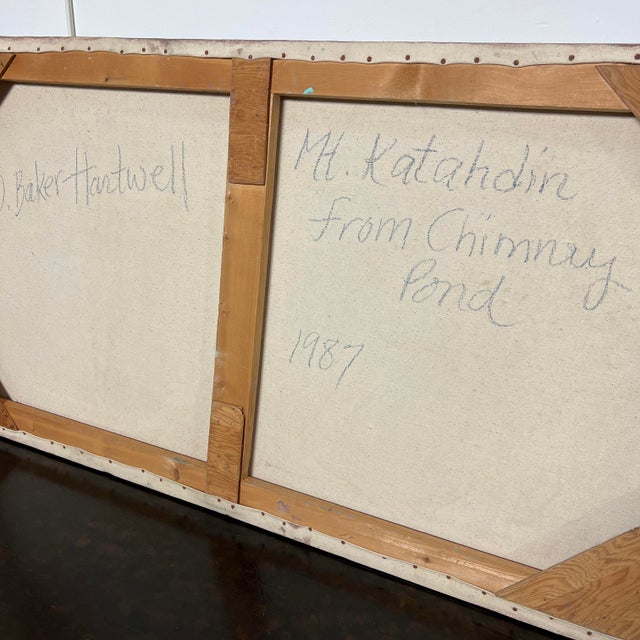 D. Baker-Hartwell
Mt. Katahdin
from Chimney
Pond
1987